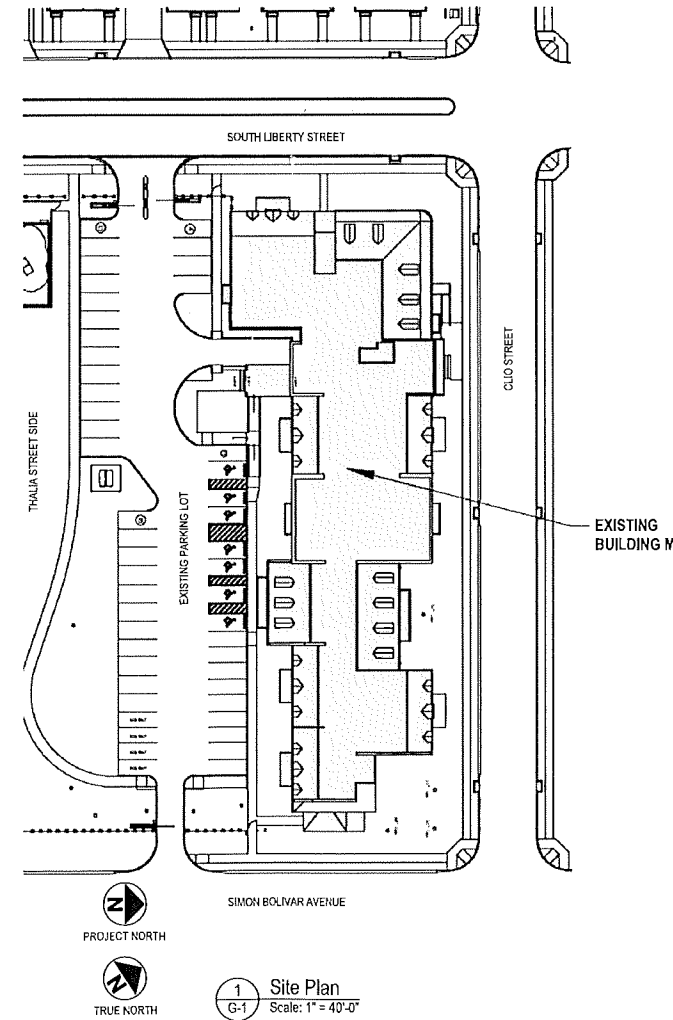 SOUTH LIBERTY STREET
CLIO STREET
THALIA STREET SIDE
EXISTING PARKING LOT
EXISTING
BUILDING M
SIMON BOLIVAR AVENUE
N
PROJECT NORTH
N
TRUE NORTH
1
G-1
Site Plan
Scale: 1" = 40'-0"